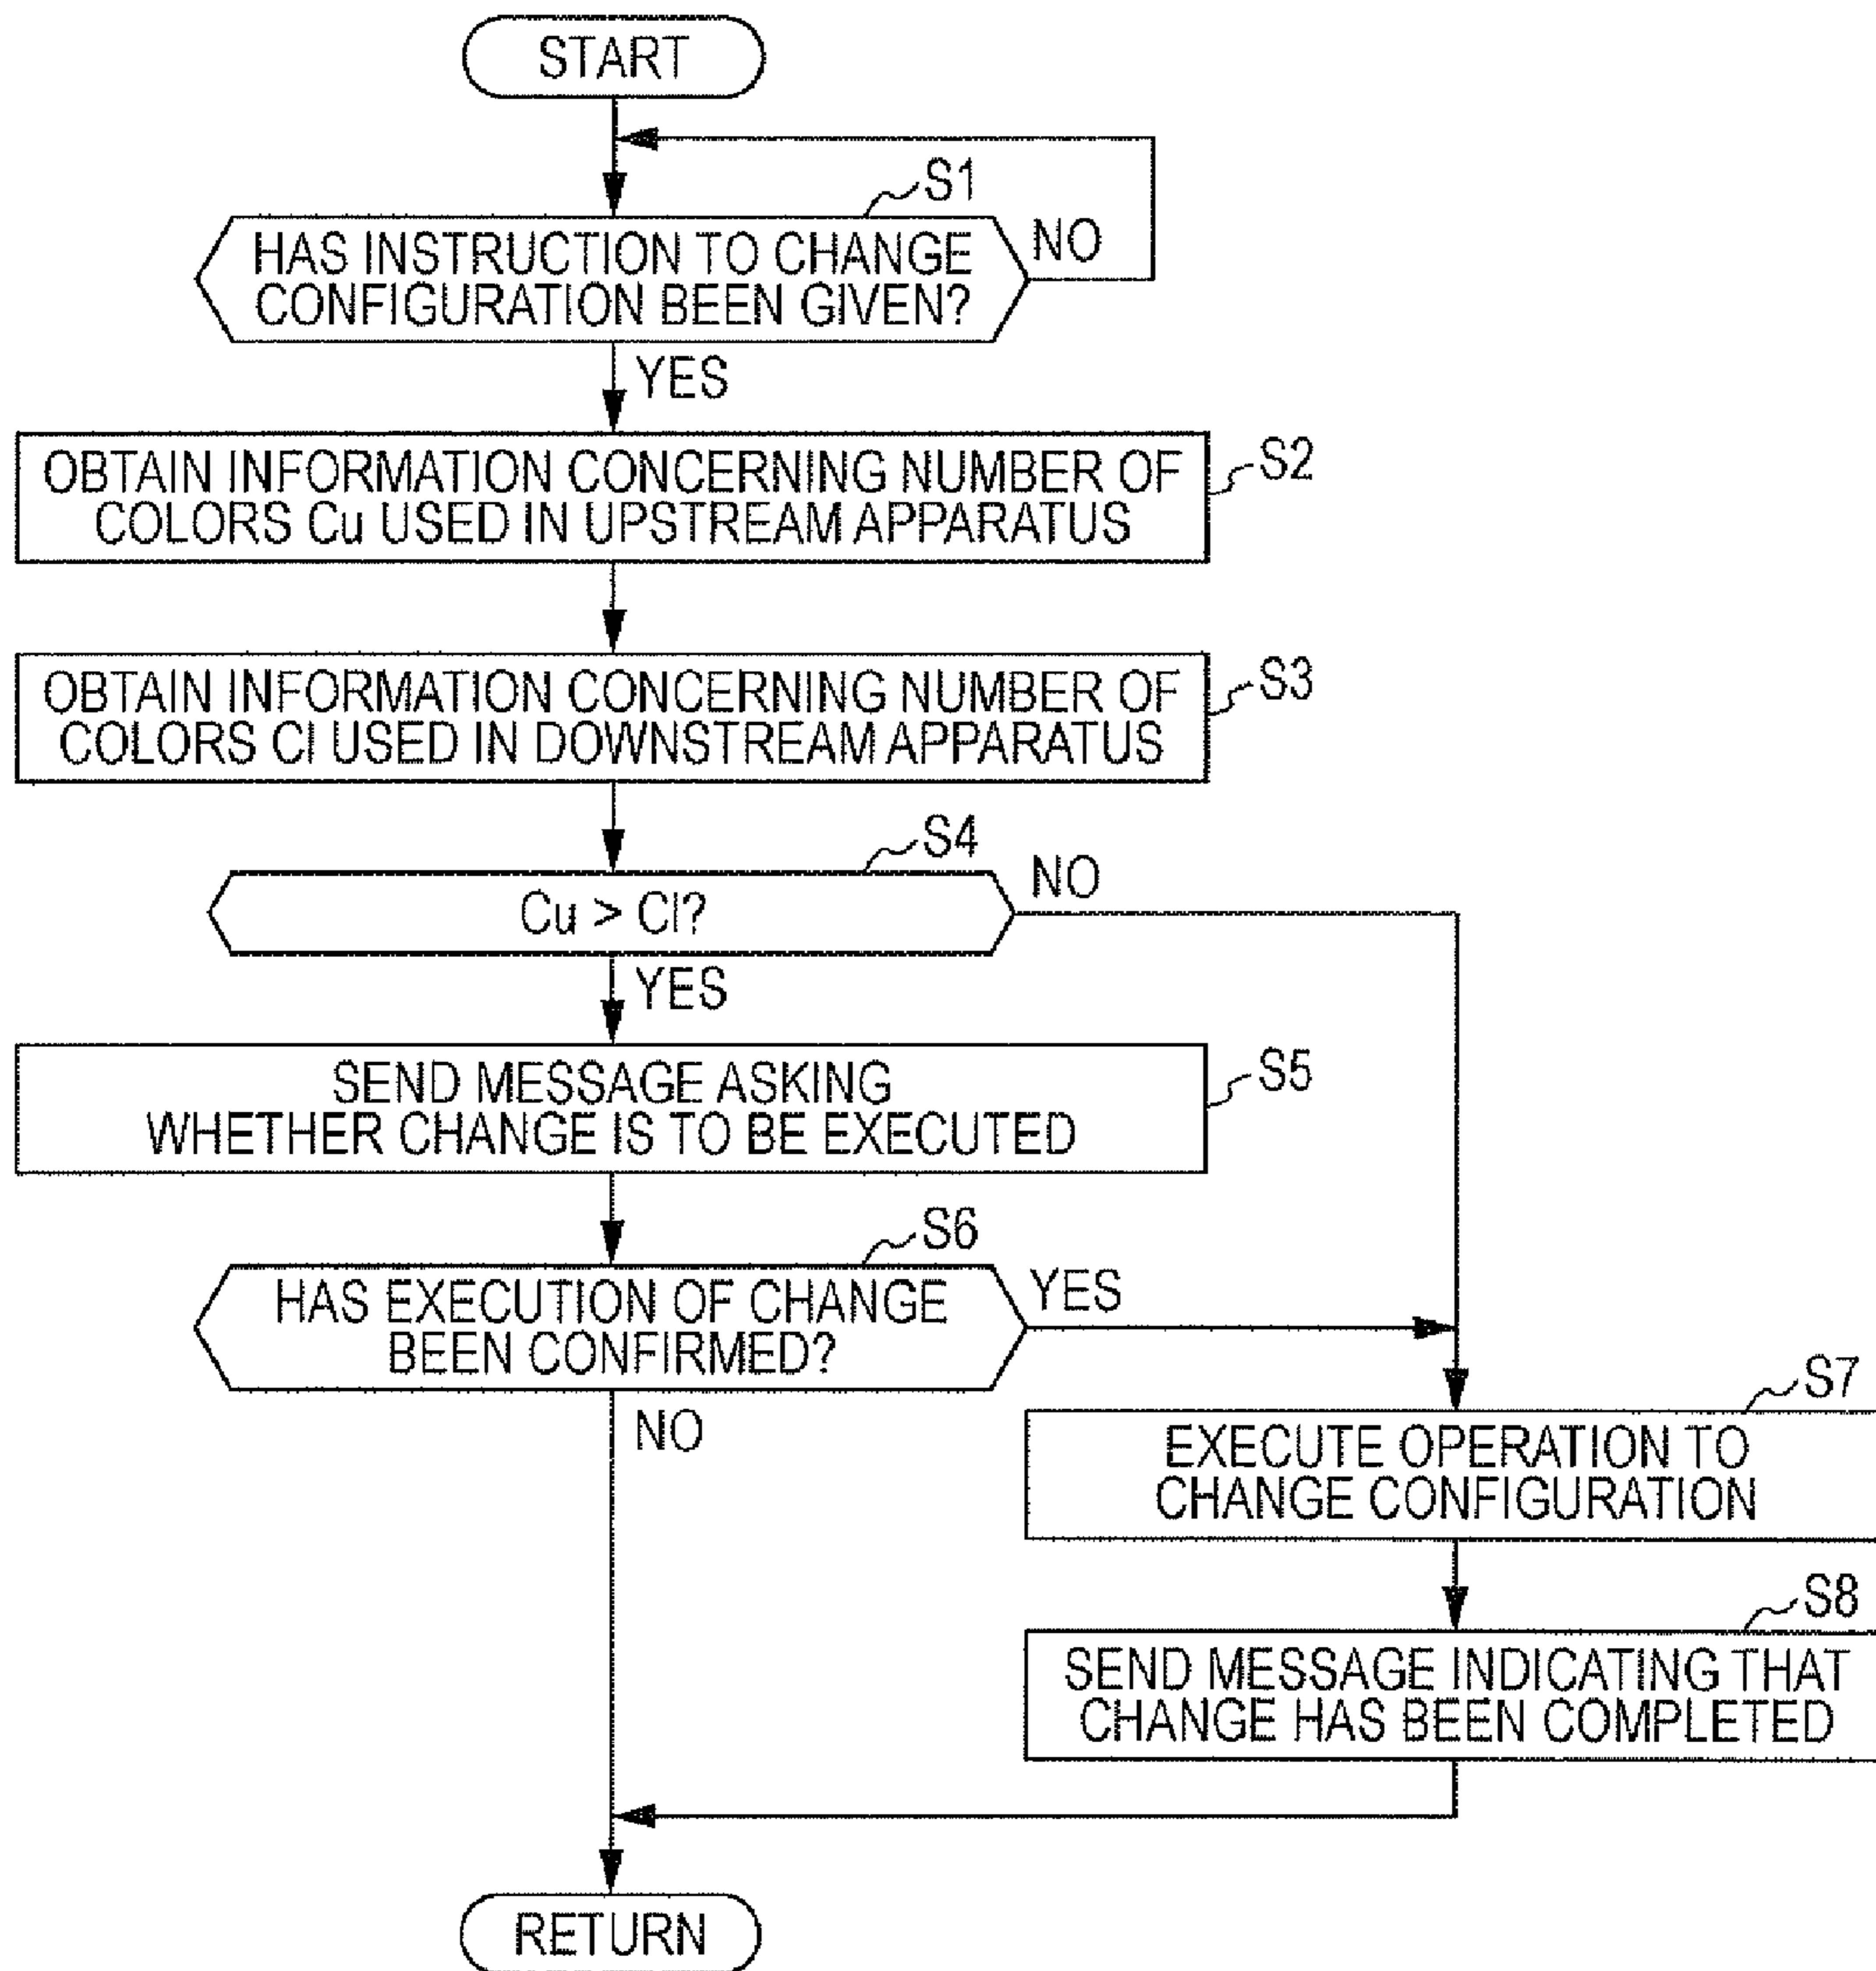 START
S1
HAS INSTRUCTION TO CHANGE
CONFIGURATION BEEN GIVEN?
NO
YES
OBTAIN INFORMATION CONCERNING NUMBER OF
COLORS Cu USED IN UPSTREAM APPARATUS
S2
OBTAIN INFORMATION CONCERNING NUMBER OF
COLORS Cl USED IN DOWNSTREAM APPARATUS
S3
S4
Cu > Cl?
NO
YES
SEND MESSAGE ASKING
WHETHER CHANGE IS TO BE EXECUTED
S5
S6
HAS EXECUTION OF CHANGE
BEEN CONFIRMED?
YES
NO
S7
EXECUTE OPERATION TO
CHANGE CONFIGURATION
S8
SEND MESSAGE INDICATING THAT
CHANGE HAS BEEN COMPLETED
RETURN